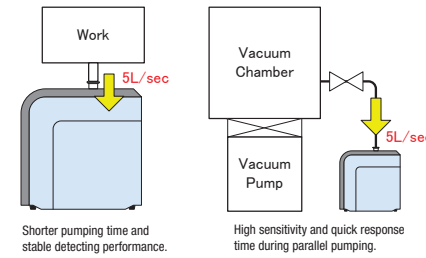 Work
5L/sec
Shorter pumping time and
stable detecting performance.
Vacuum
Chamber
5L/sec
Vacuum
Pump
High sensitivity and quick response
time during parallel pumping.